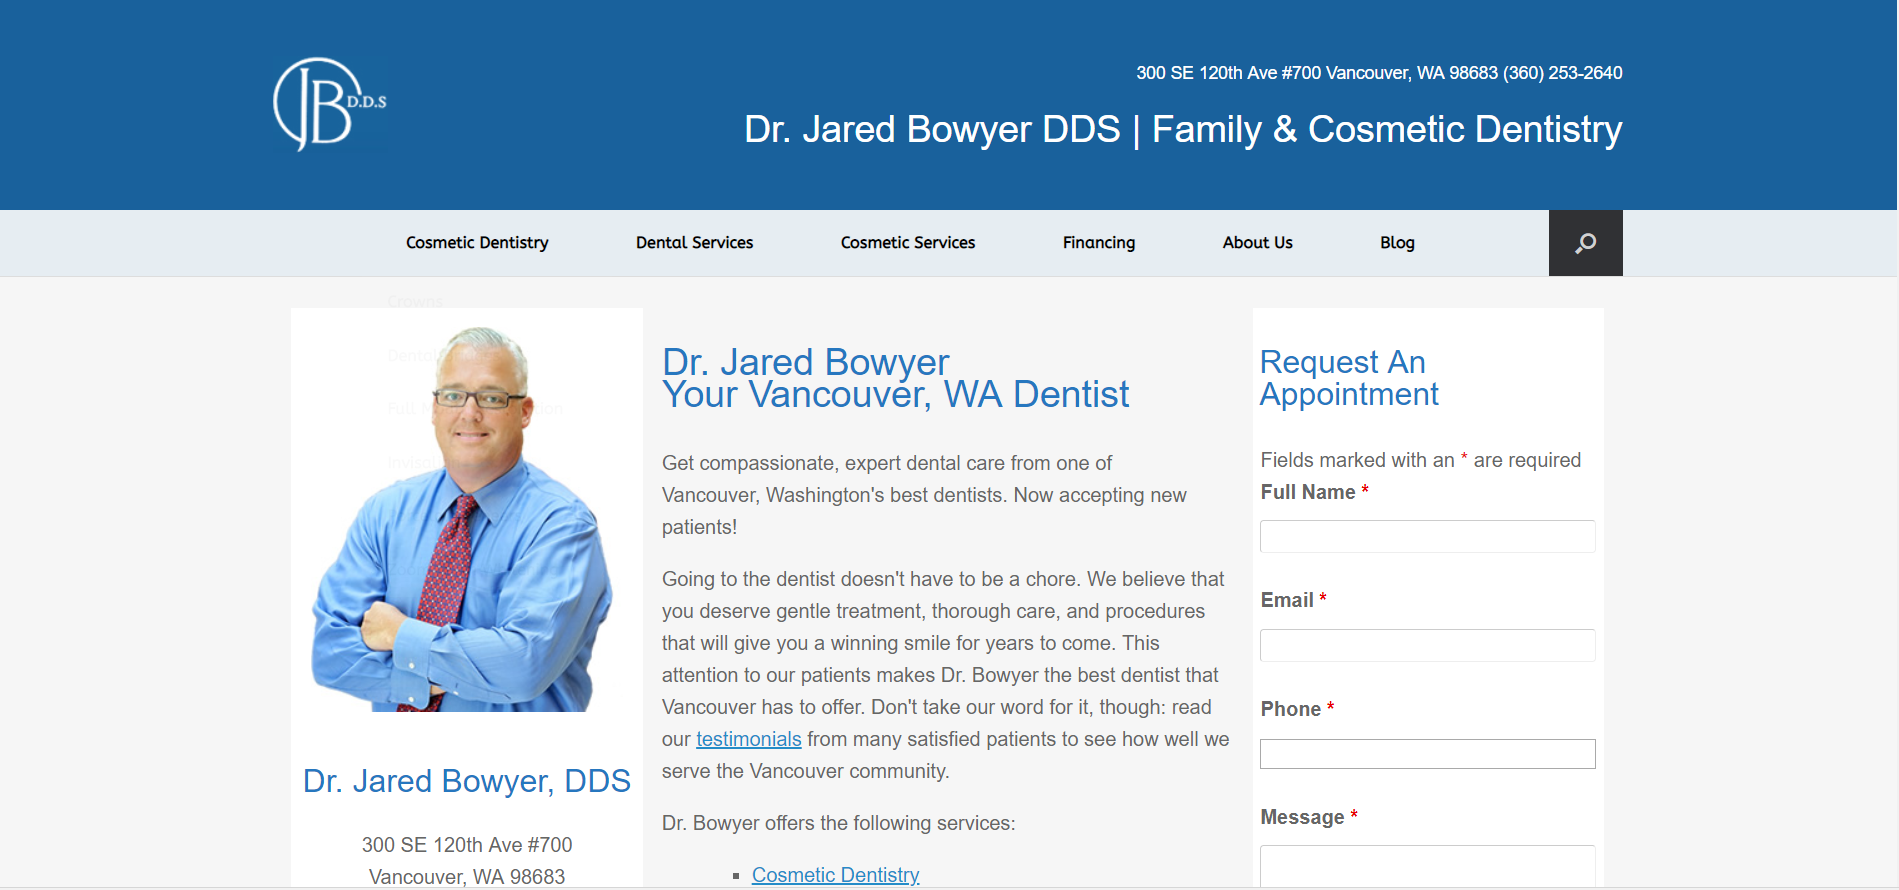 JB D.D.S
300 SE 120th Ave #700 Vancouver, WA 98683 (360) 253-2640
Dr. Jared Bowyer DDS | Family & Cosmetic Dentistry
Cosmetic Dentistry
Dental Services
Cosmetic Services
Financing
About Us
Blog
Crowns
Dental
Full
Dr. Jared Bowyer, DDS
300 SE 120th Ave #700
Vancouver, WA 98683
Dr. Jared Bowyer
Your Vancouver, WA Dentist
Get compassionate, expert dental care from one of
Vancouver, Washington's best dentists. Now accepting new
patients!
Going to the dentist doesn't have to be a chore. We believe that
you deserve gentle treatment, thorough care, and procedures
that will give you a winning smile for years to come. This
attention to our patients makes Dr. Bowyer the best dentist that
Vancouver has to offer. Don't take our word for it, though: read
our testimonials from many satisfied patients to see how well we
serve the Vancouver community.
Dr. Bowyer offers the following services:
Cosmetic Dentistry
Request An
Appointment
Fields marked with an * are required
Full Name *
Email *
Phone *
Message *